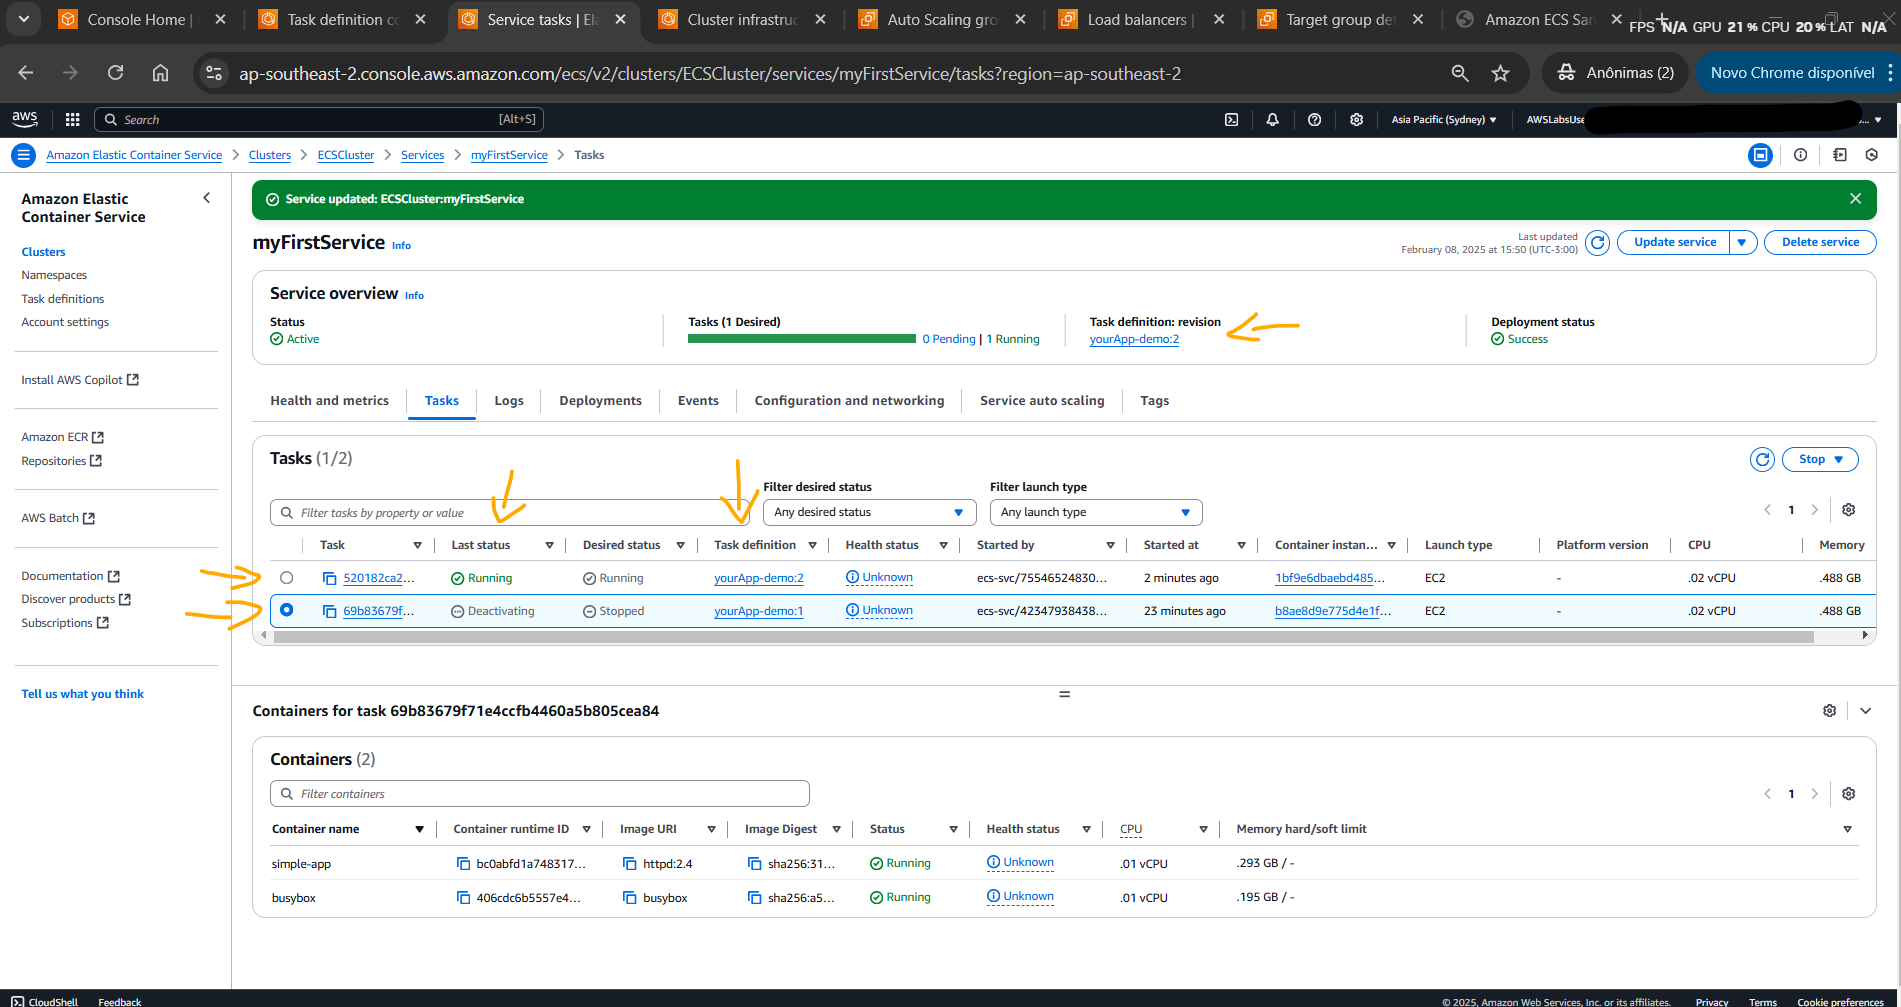 Console Home |
Task definition co
Service tasks | Ela
Cluster infrastruc
Auto Scaling gro
Load balancers |
Target group det
Amazon ECS Sam
FPS N/A GPU 21 % CPU 20 % LAT N/A
ap-southeast-2.console.aws.amazon.com/ecs/v2/clusters/ECSCluster/services/myFirstService/tasks?region=ap-southeast-2
Anônimas (2)
Novo Chrome disponível
aws
Search
[Alt+S]
Asia Pacific (Sydney)
AWSLabsUse
Amazon Elastic Container Service
Clusters
ECSCluster
Services
myFirstService
Tasks
Amazon Elastic
Container Service
Clusters
Namespaces
Task definitions
Account settings
Install AWS Copilot
Amazon ECR
Repositories
AWS Batch
Documentation
Discover products
Subscriptions
Tell us what you think
Service updated: ECSCluster:myFirstService
myFirstService Info
Last updated
February 08, 2025 at 15:50 (UTC-3:00)
Update service
Delete service
Service overview Info
Status
Active
Tasks (1 Desired)
0 Pending | 1 Running
Task definition: revision
yourApp-demo:2
Deployment status
Success
Health and metrics
Tasks
Logs
Deployments
Events
Configuration and networking
Service auto scaling
Tags
Tasks (1/2)
Stop
Filter desired status
Filter launch type
Filter tasks by property or value
Any desired status
Any launch type
1
Task Last status Desired status Task definition Health status Started by Started at Container instan... Launch type Platform version CPU Memory
520182ca2... Running Running yourApp-demo:2 Unknown ecs-svc/75546524830... 2 minutes ago 1bf9e6dbaebd485... EC2 - .02 vCPU .488 GB
69b83679f... Deactivating Stopped yourApp-demo:1 Unknown ecs-svc/42347938438... 23 minutes ago b8ae8d9e775d4e1f... EC2 - .02 vCPU .488 GB
Containers for task 69b83679f71e4ccfb4460a5b805cea84
Containers (2)
Filter containers
1
Container name Container runtime ID Image URI Image Digest Status Health status CPU Memory hard/soft limit
simple-app bc0abfd1a748317... httpd:2.4 sha256:31... Running Unknown .01 vCPU .293 GB / -
busybox 406cdc6b5557e4... busybox sha256:a5... Running Unknown .01 vCPU .195 GB / -
CloudShell
Feedback
© 2025, Amazon Web Services, Inc. or its affiliates.
Privacy
Terms
Cookie preferences